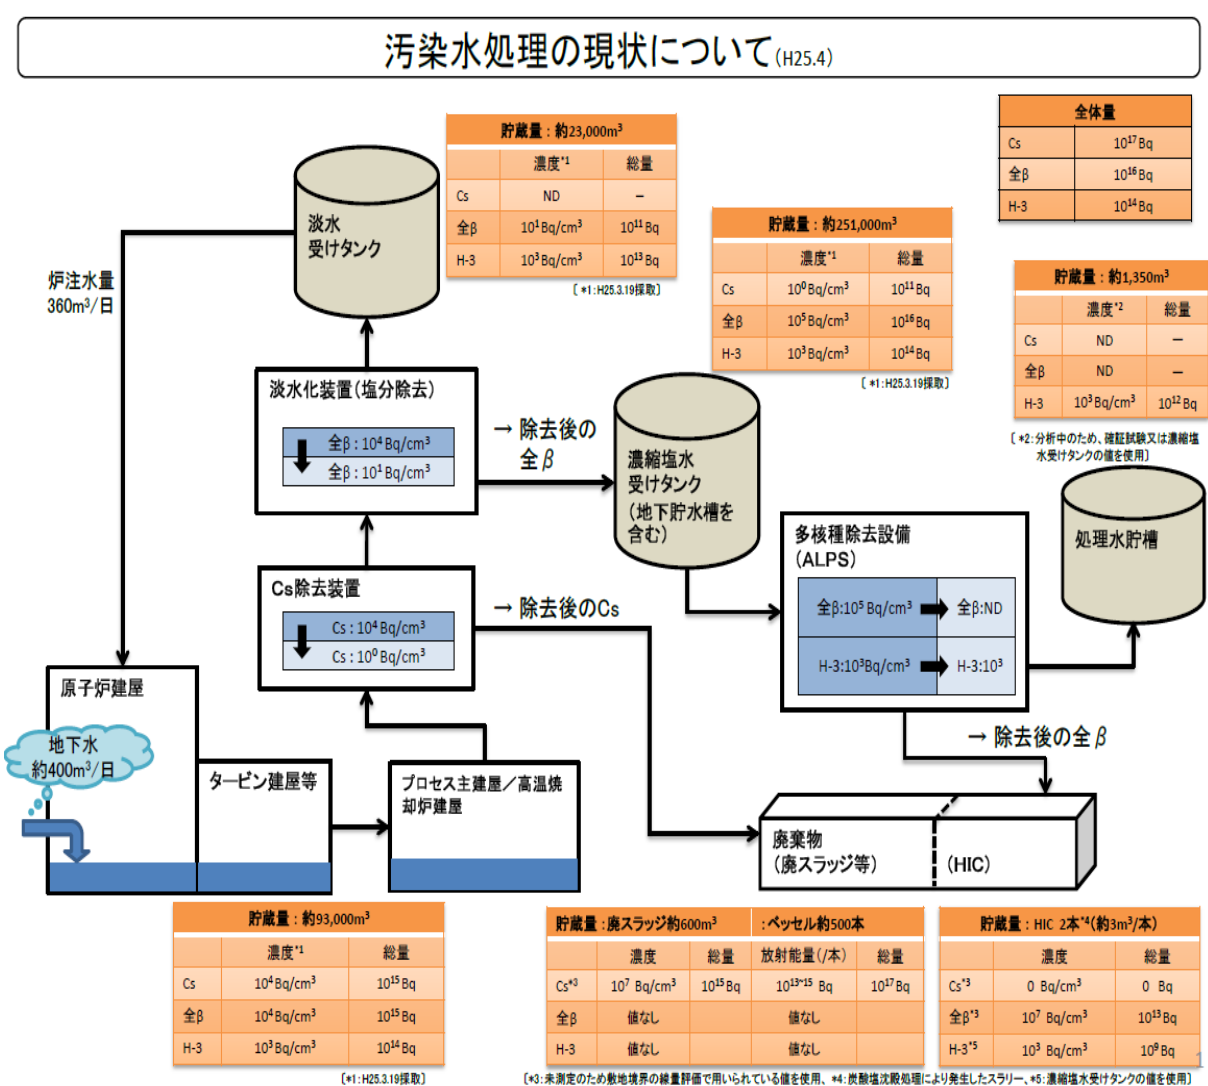 汚染水処理の現状について(H25.4)
全体量
Cs 10¹⁷Bq
全β 10¹⁶Bq
H-3 10¹⁴Bq
貯蔵量：約23,000m³
濃度*¹ 総量
Cs ND －
全β 10¹Bq/cm³ 10¹¹Bq
H-3 10³Bq/cm³ 10¹³Bq
〔 *1：H25.3.19採取〕
貯蔵量：約251,000m³
濃度*¹ 総量
Cs 10⁰Bq/cm³ 10¹¹Bq
全β 10⁵Bq/cm³ 10¹⁶Bq
H-3 10³Bq/cm³ 10¹⁴Bq
〔 *1：H25.3.19採取〕
貯蔵量：約1,350m³
濃度*² 総量
Cs ND －
全β ND －
H-3 10³Bq/cm³ 10¹²Bq
〔 *2：分析中のため、確証試験又は濃縮塩
水受けタンクの値を使用〕
淡水
受けタンク
炉注水量
360m³/日
淡水化装置（塩分除去）
全β：10⁴ Bq/cm³
全β：10¹ Bq/cm³
→ 除去後の
全β
濃縮塩水
受けタンク
（地下貯水槽を
含む）
多核種除去設備
（ALPS）
全β:10⁵ Bq/cm³ 全β:ND
H-3:10³Bq/cm³ H-3:10³
処理水貯槽
Cs除去装置
Cs：10⁴ Bq/cm³
Cs：10⁰ Bq/cm³
→ 除去後のCs
原子炉建屋
地下水
約400m³/日
タービン建屋等
プロセス主建屋／高温焼
却炉建屋
→ 除去後の全β
廃棄物
（廃スラッジ等） （HIC）
貯蔵量：約93,000m³
濃度*¹ 総量
Cs 10⁴Bq/cm³ 10¹⁵Bq
全β 10⁴Bq/cm³ 10¹⁵Bq
H-3 10³Bq/cm³ 10¹⁴Bq
〔*1：H25.3.19採取〕
貯蔵量：廃スラッジ約600m³ ：ベッセル約500本
濃度 総量 放射能量（/本） 総量
Cs*³ 10⁷ Bq/cm³ 10¹⁵Bq 10¹³~¹⁵ Bq 10¹⁷Bq
全β 値なし 値なし
H-3 値なし 値なし
貯蔵量：HIC 2本*⁴（約3m³/本）
濃度 総量
Cs*³ 0 Bq/cm³ 0 Bq
全β*³ 10⁷ Bq/cm³ 10¹³Bq
H-3*⁵ 10³ Bq/cm³ 10⁹Bq
〔*3：未測定のため敷地境界の線量評価で用いられている値を使用、*4：炭酸塩沈殿処理により発生したスラリー、*5：濃縮塩水受けタンクの値を使用〕
1